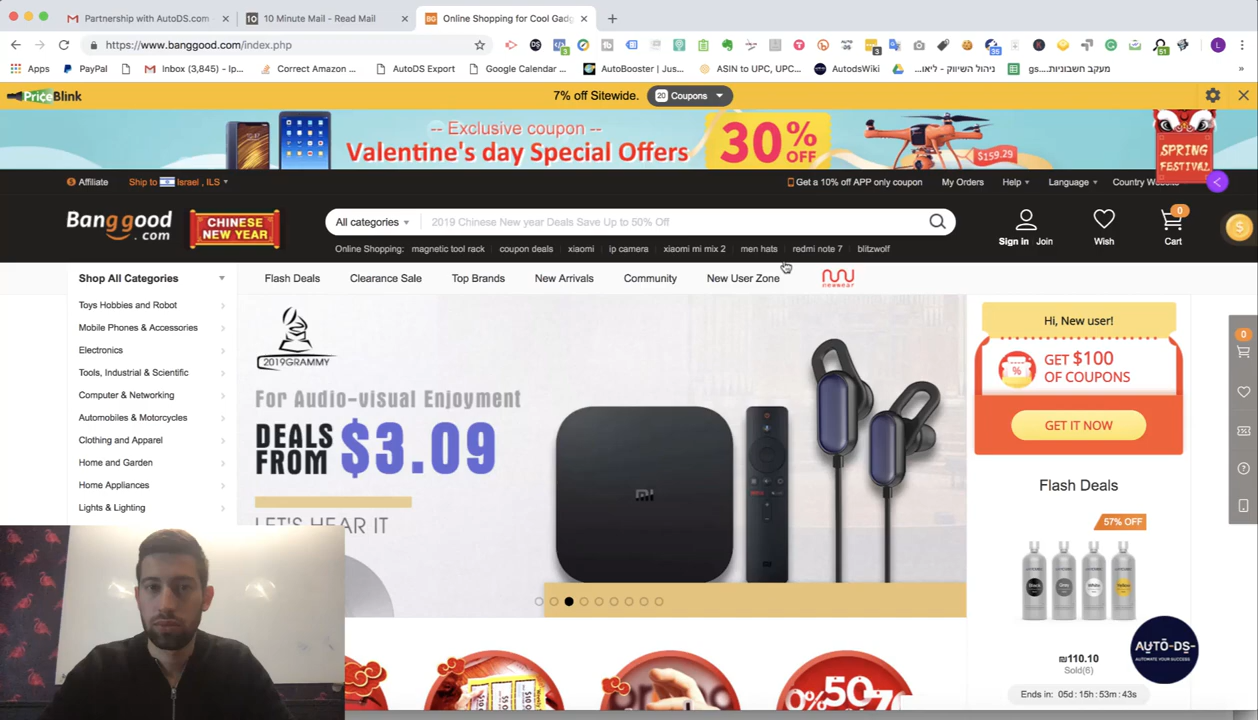 Partnership with AutoDS.com
10 Minute Mail - Read Mail
Online Shopping for Cool Gadg
https://www.banggood.com/index.php
Apps
PayPal
Inbox (3,845) - lp...
Correct Amazon ...
AutoDS Export
Google Calendar ...
AutoBooster | Jus...
ASIN to UPC, UPC...
AutodsWiki
ניהול השיווק - ליאו...
מעקב חשבוניות....gs
PriceBlink
7% off Sitewide.
20 Coupons
-- Exclusive coupon --
Valentine's day Special Offers
30% OFF
$159.29
SPRING
FESTIVAL
Affiliate
Ship to Israel , ILS
Get a 10% off APP only coupon
My Orders
Help
Language
Country Web
Banggood
.com
CHINESE
NEW YEAR
All categories
2019 Chinese New year Deals Save Up to 50% Off
Online Shopping:
magnetic tool rack
coupon deals
xiaomi
ip camera
xiaomi mi mix 2
men hats
redmi note 7
blitzwolf
Sign in
Join
Wish
0
Cart
Shop All Categories
Flash Deals
Clearance Sale
Top Brands
New Arrivals
Community
New User Zone
newear
Toys Hobbies and Robot
Mobile Phones & Accessories
Electronics
Tools, Industrial & Scientific
Computer & Networking
Automobiles & Motorcycles
Clothing and Apparel
Home and Garden
Home Appliances
Lights & Lighting
2019GRAMMY
For Audio-visual Enjoyment
DEALS
FROM $3.09
LET'S HEAR IT
Hi, New user!
GET $100
OF COUPONS
GET IT NOW
0
Flash Deals
57% OFF
₪110.10
Sold(6)
Ends in: 05d: 15h: 53m: 43s
AUTO-DS-
AUTOMATE YOUR SUCCESS